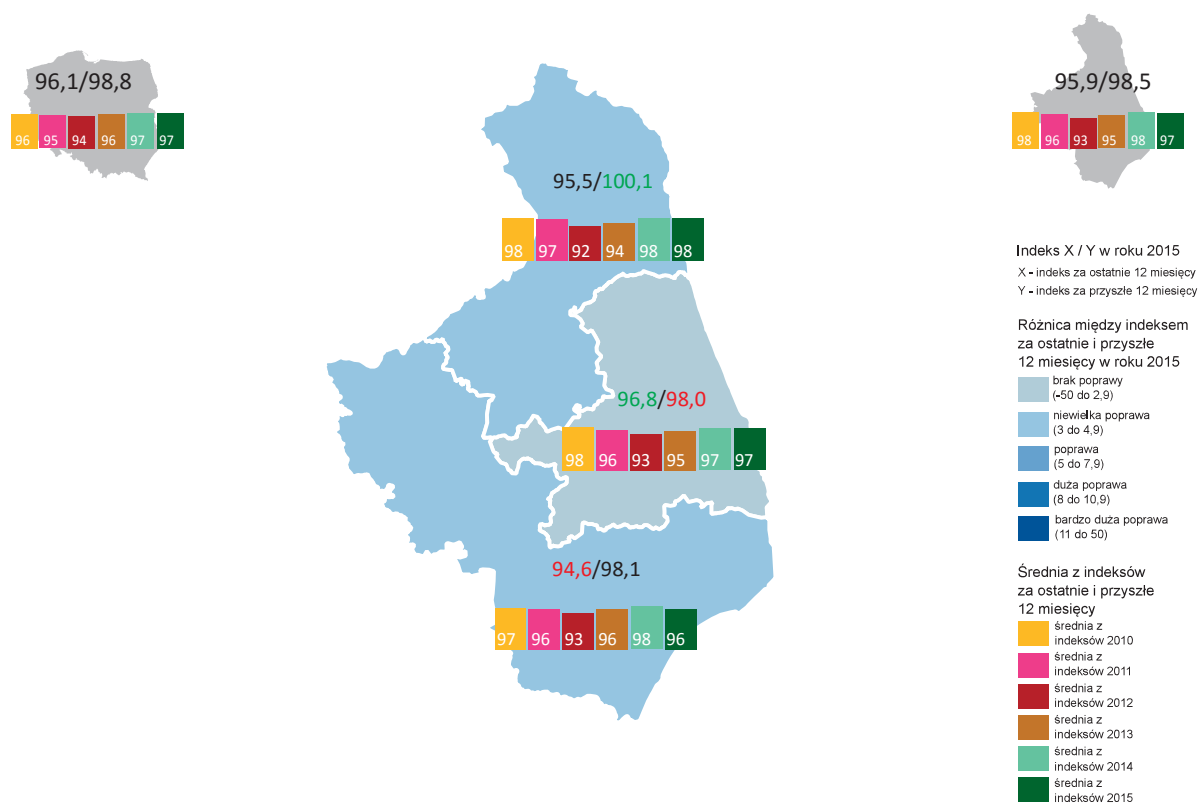 96,1/98,8
96 95 94 96 97 97
95,5/100,1
98 97 92 94 98 98
96,8/98,0
98 96 93 95 97 97
94,6/98,1
97 96 93 96 98 96
95,9/98,5
98 96 93 95 98 97
Indeks X / Y w roku 2015
X - indeks za ostatnie 12 miesięcy
Y - indeks za przyszłe 12 miesięcy
Różnica między indeksem
za ostatnie i przyszłe
12 miesięcy w roku 2015
brak poprawy
(-50 do 2,9)
niewielka poprawa
(3 do 4,9)
poprawa
(5 do 7,9)
duża poprawa
(8 do 10,9)
bardzo duża poprawa
(11 do 50)
Średnia z indeksów
za ostatnie i przyszłe
12 miesięcy
średnia z
indeksów 2010
średnia z
indeksów 2011
średnia z
indeksów 2012
średnia z
indeksów 2013
średnia z
indeksów 2014
średnia z
indeksów 2015